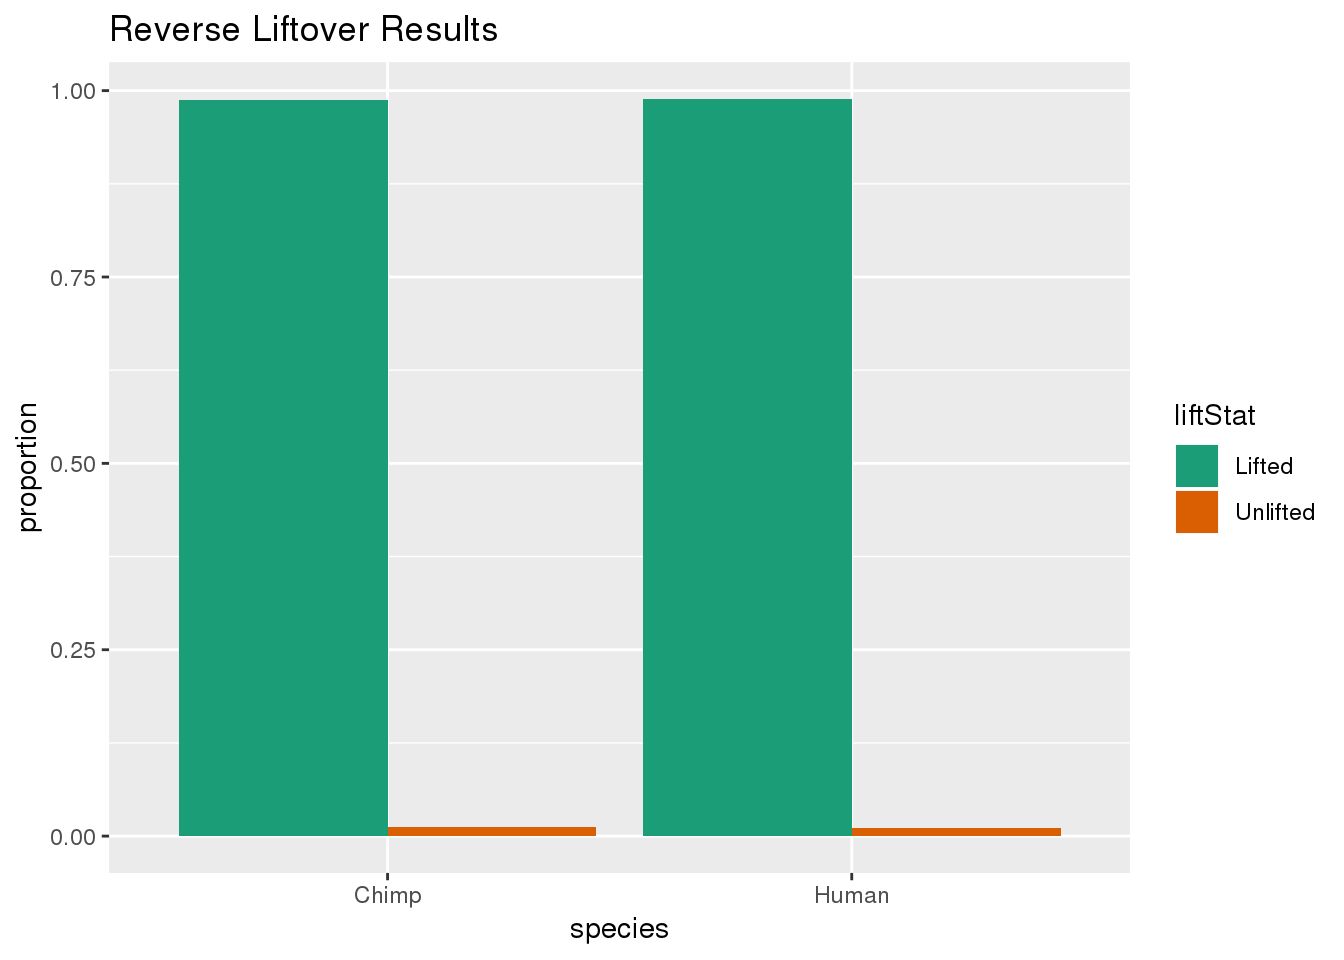 Reverse Liftover Results
1.00
0.75
0.50
0.25
0.00
proportion
Chimp Human
species
liftStat
Lifted
Unlifted